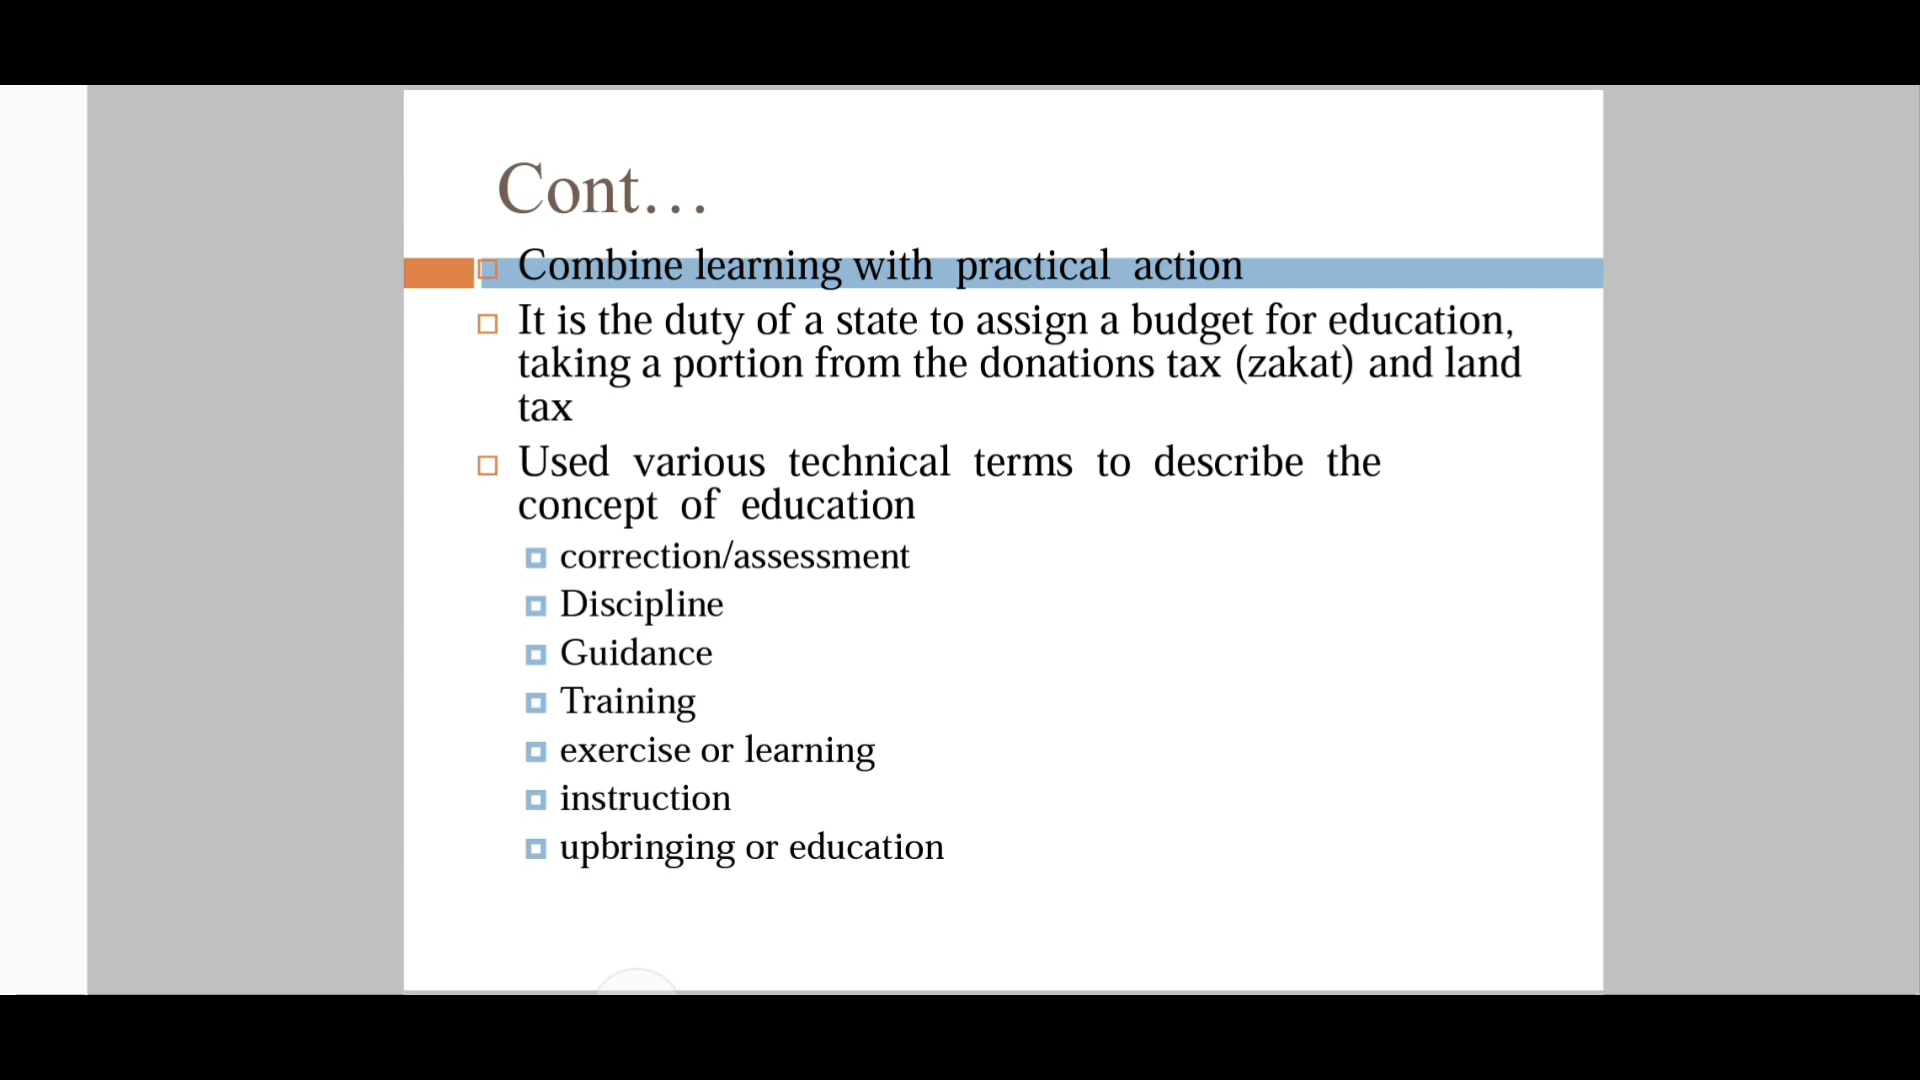 Cont…
Combine learning with practical action
It is the duty of a state to assign a budget for education,
taking a portion from the donations tax (zakat) and land
tax
Used various technical terms to describe the
concept of education
correction/assessment
Discipline
Guidance
Training
exercise or learning
instruction
upbringing or education